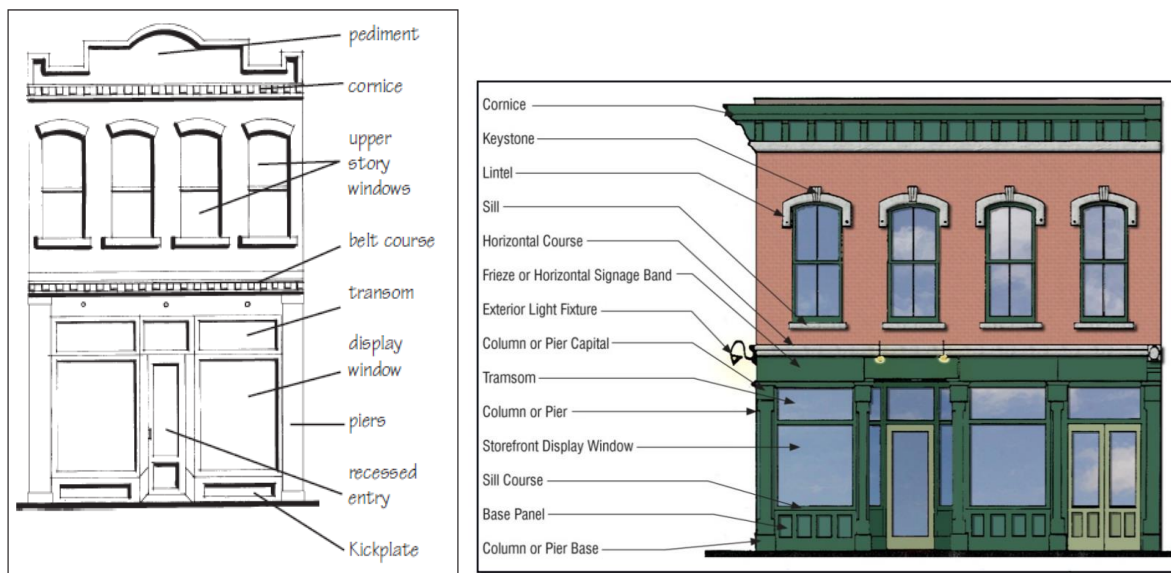 pediment
cornice
upper
story
windows
belt course
transom
display
window
piers
recessed
entry
Kickplate
Cornice
Keystone
Lintel
Sill
Horizontal Course
Frieze or Horizontal Signage Band
Exterior Light Fixture
Column or Pier Capital
Tramsom
Column or Pier
Storefront Display Window
Sill Course
Base Panel
Column or Pier Base